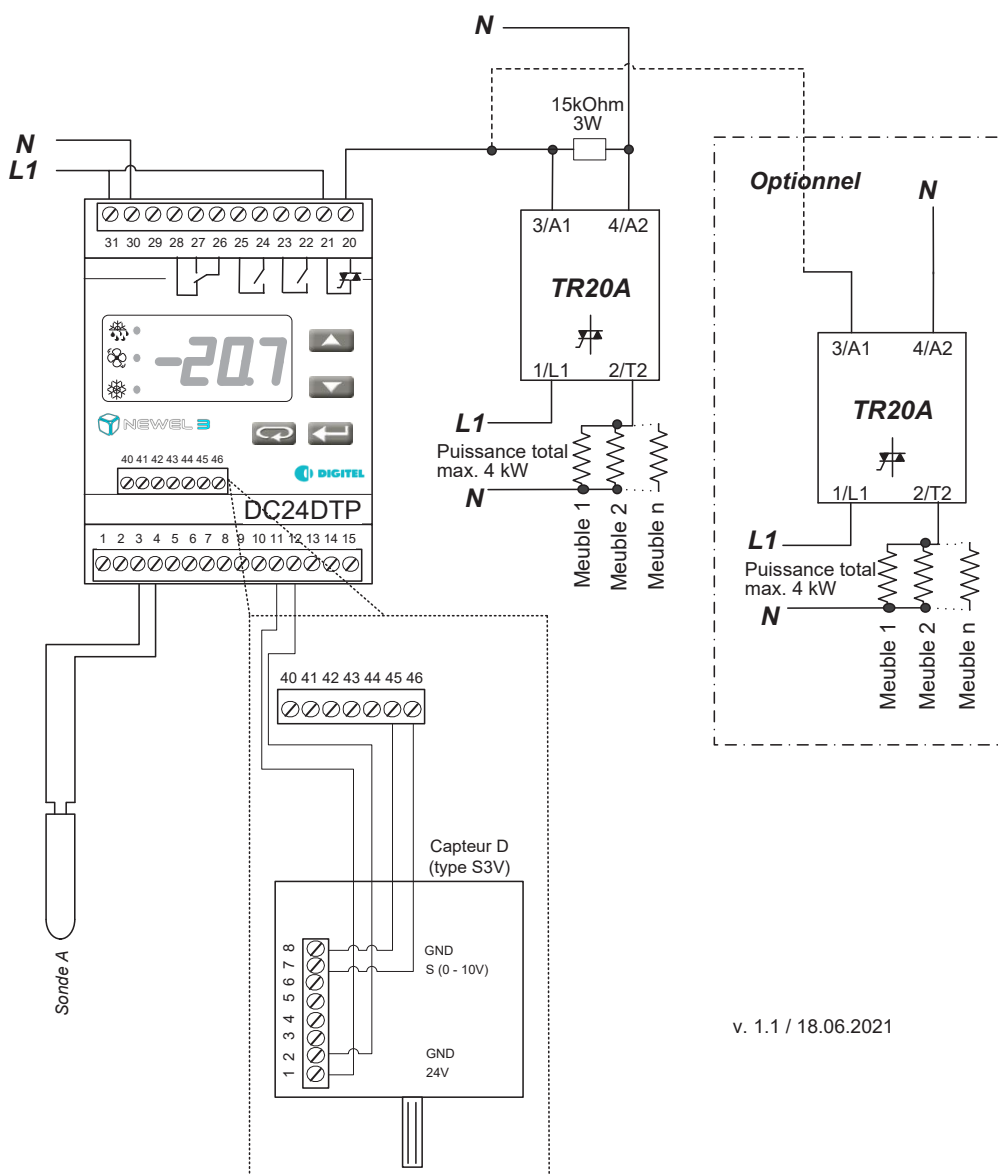 N
15kOhm
3W
N
L1
Optionnel
N
31 30 29 28 27 26 25 24 23 22 21 20
3/A1 4/A2
TR20A
1/L1 2/T2
-20.7
NEWEL 3
40 41 42 43 44 45 46
DIGITEL
DC24DTP
1 2 3 4 5 6 7 8 9 10 11 12 13 14 15
L1
Puissance total
max. 4 kW
N
Meuble 1
Meuble 2
Meuble n
3/A1 4/A2
TR20A
1/L1 2/T2
L1
Puissance total
max. 4 kW
N
Meuble 1
Meuble 2
Meuble n
40 41 42 43 44 45 46
Capteur D
(type S3V)
8
7
6
5
4
3
2
1
GND
S (0 - 10V)
GND
24V
Sonde A
v. 1.1 / 18.06.2021